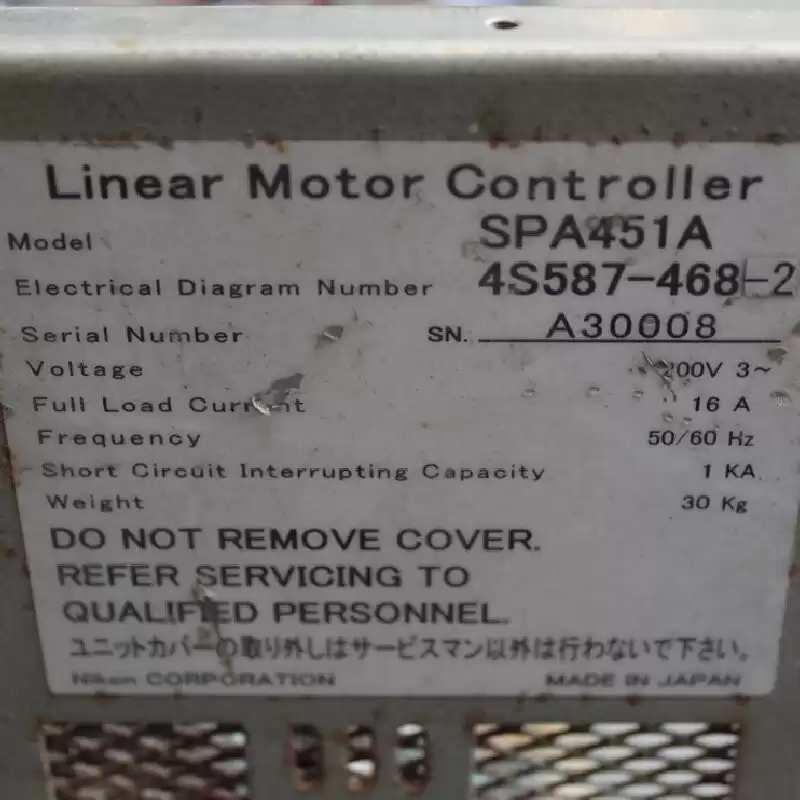 Linear Motor Controller
Model SPA451A
Electrical Diagram Number 4S587-468-2
Serial Number SN. A30008
Voltage 200V 3~
Full Load Current 16 A
Frequency 50/60 Hz
Short Circuit Interrupting Capacity 1 KA
Weight 30 Kg
DO NOT REMOVE COVER.
REFER SERVICING TO
QUALIFIED PERSONNEL.
ユニットカバーの取り外しはサービスマン以外は行わないで下さい。
Nikon CORPORATION MADE IN JAPAN